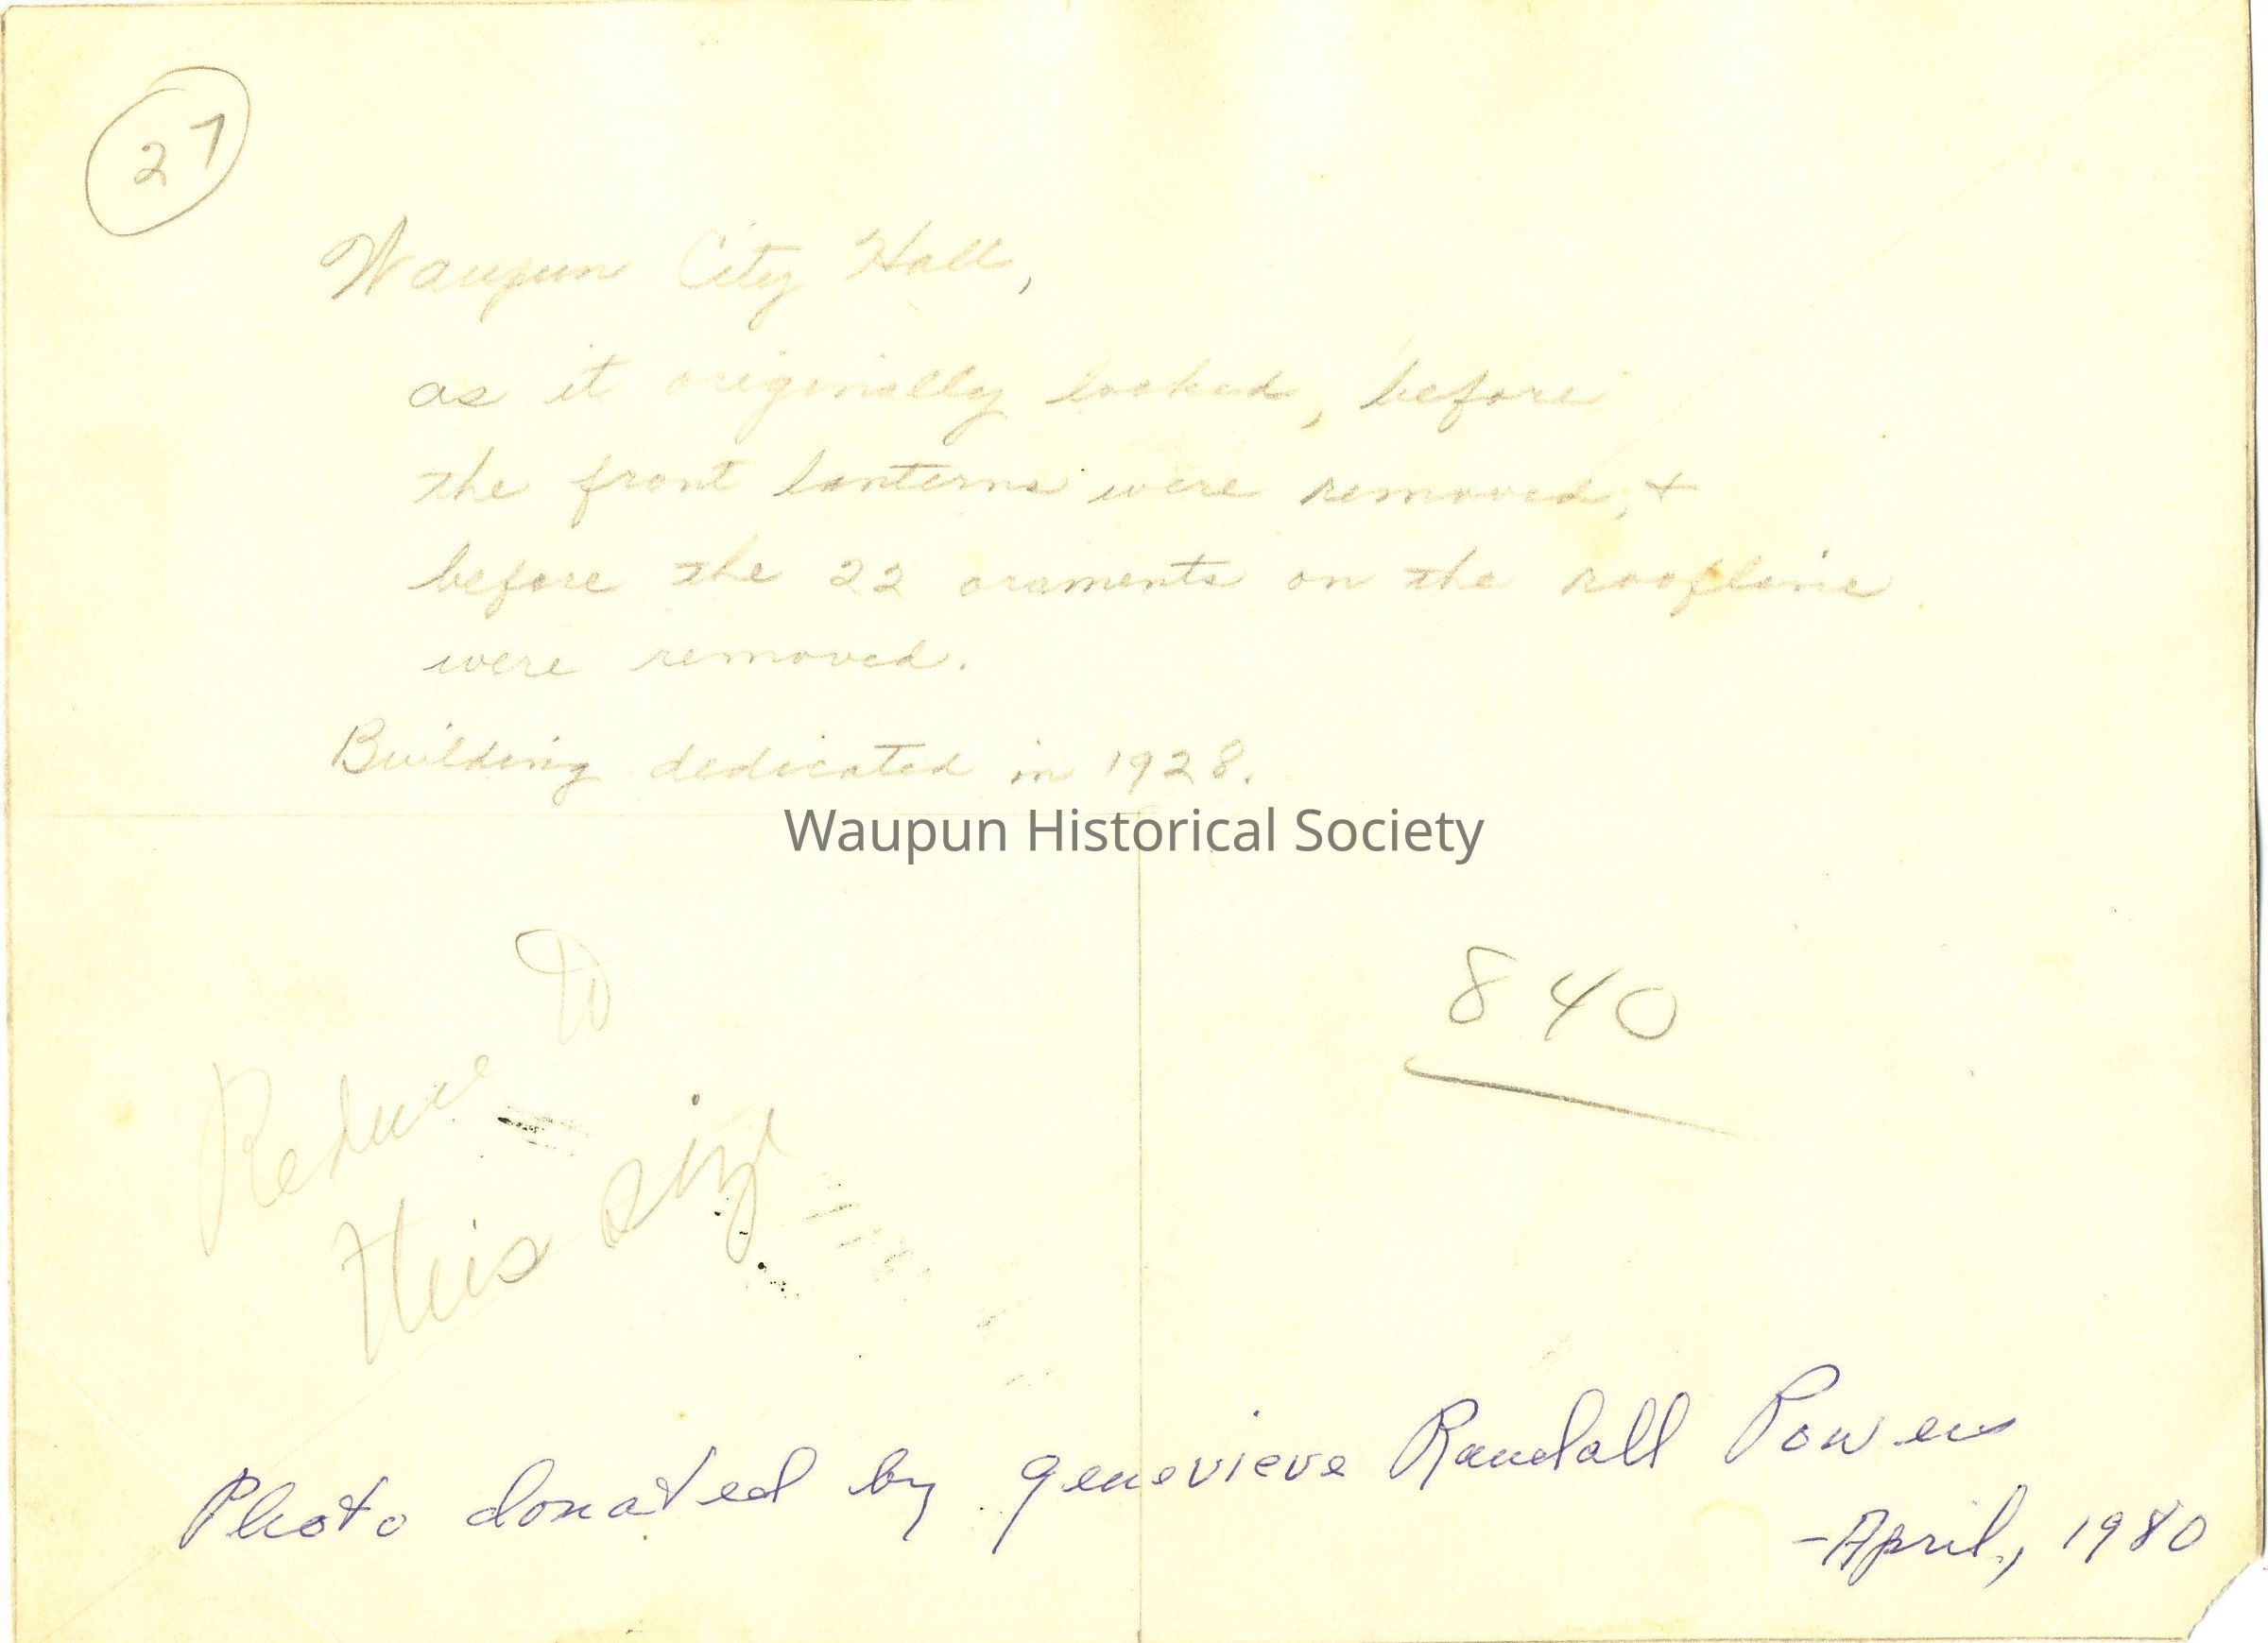 27
Waupun City Hall,
as it originally looked, before
the front lanterns were removed, +
before the 22 oraments on the roofline
were removed.
Building dedicated in 1928.
Waupun Historical Society
Reduce to
this size
840
Photo donated by Genevieve Randall Powers
- April, 1980